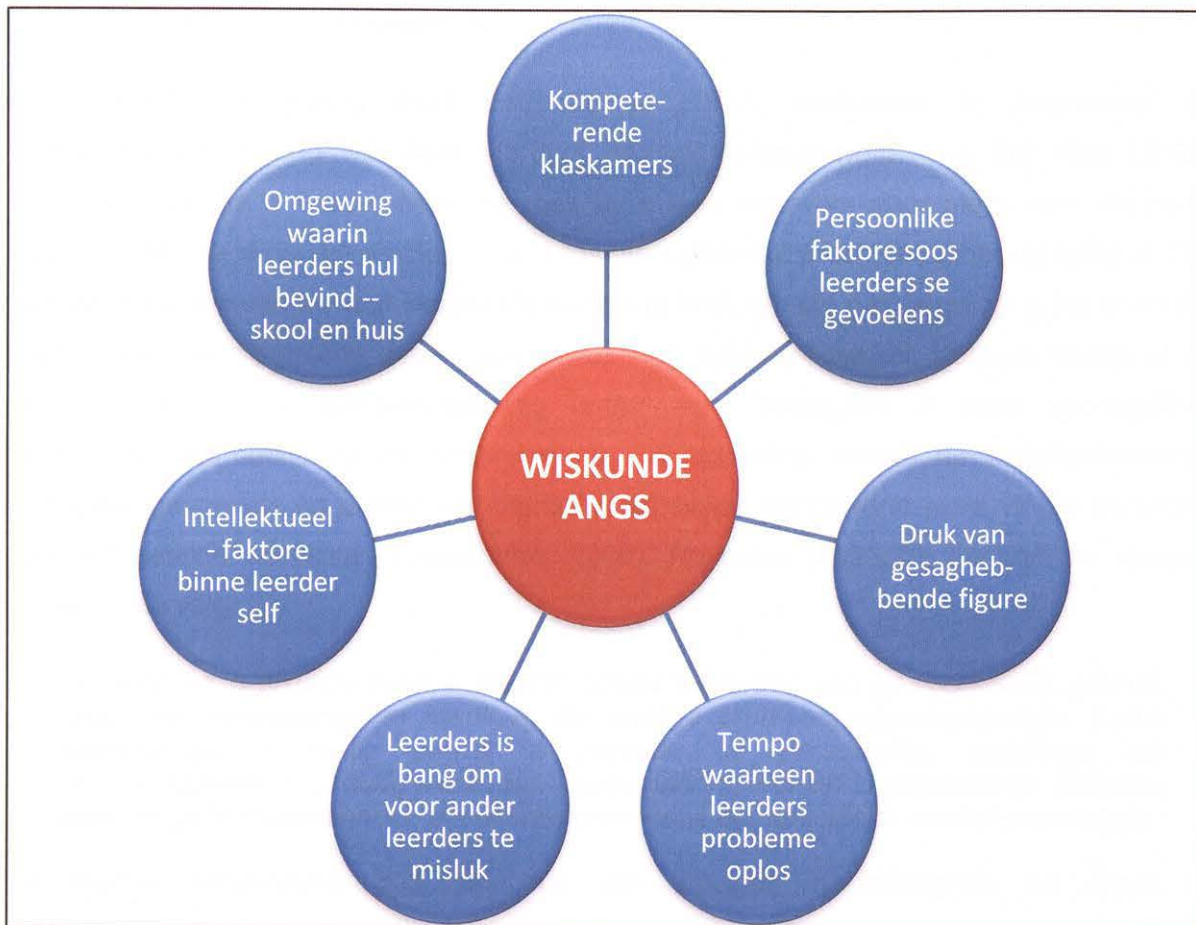 Kompete-
rende
klaskamers
Persoonlike
faktore soos
leerders se
gevoelens
Druk van
gesagheb-
bende figure
Tempo
waarteen
leerders
probleme
oplos
Leerders is
bang om
voor ander
leerders te
misluk
Intellektueel
- faktore
binne leerder
self
Omgewing
waarin
leerders hul
bevind --
skool en huis
WISKUNDE
ANGS